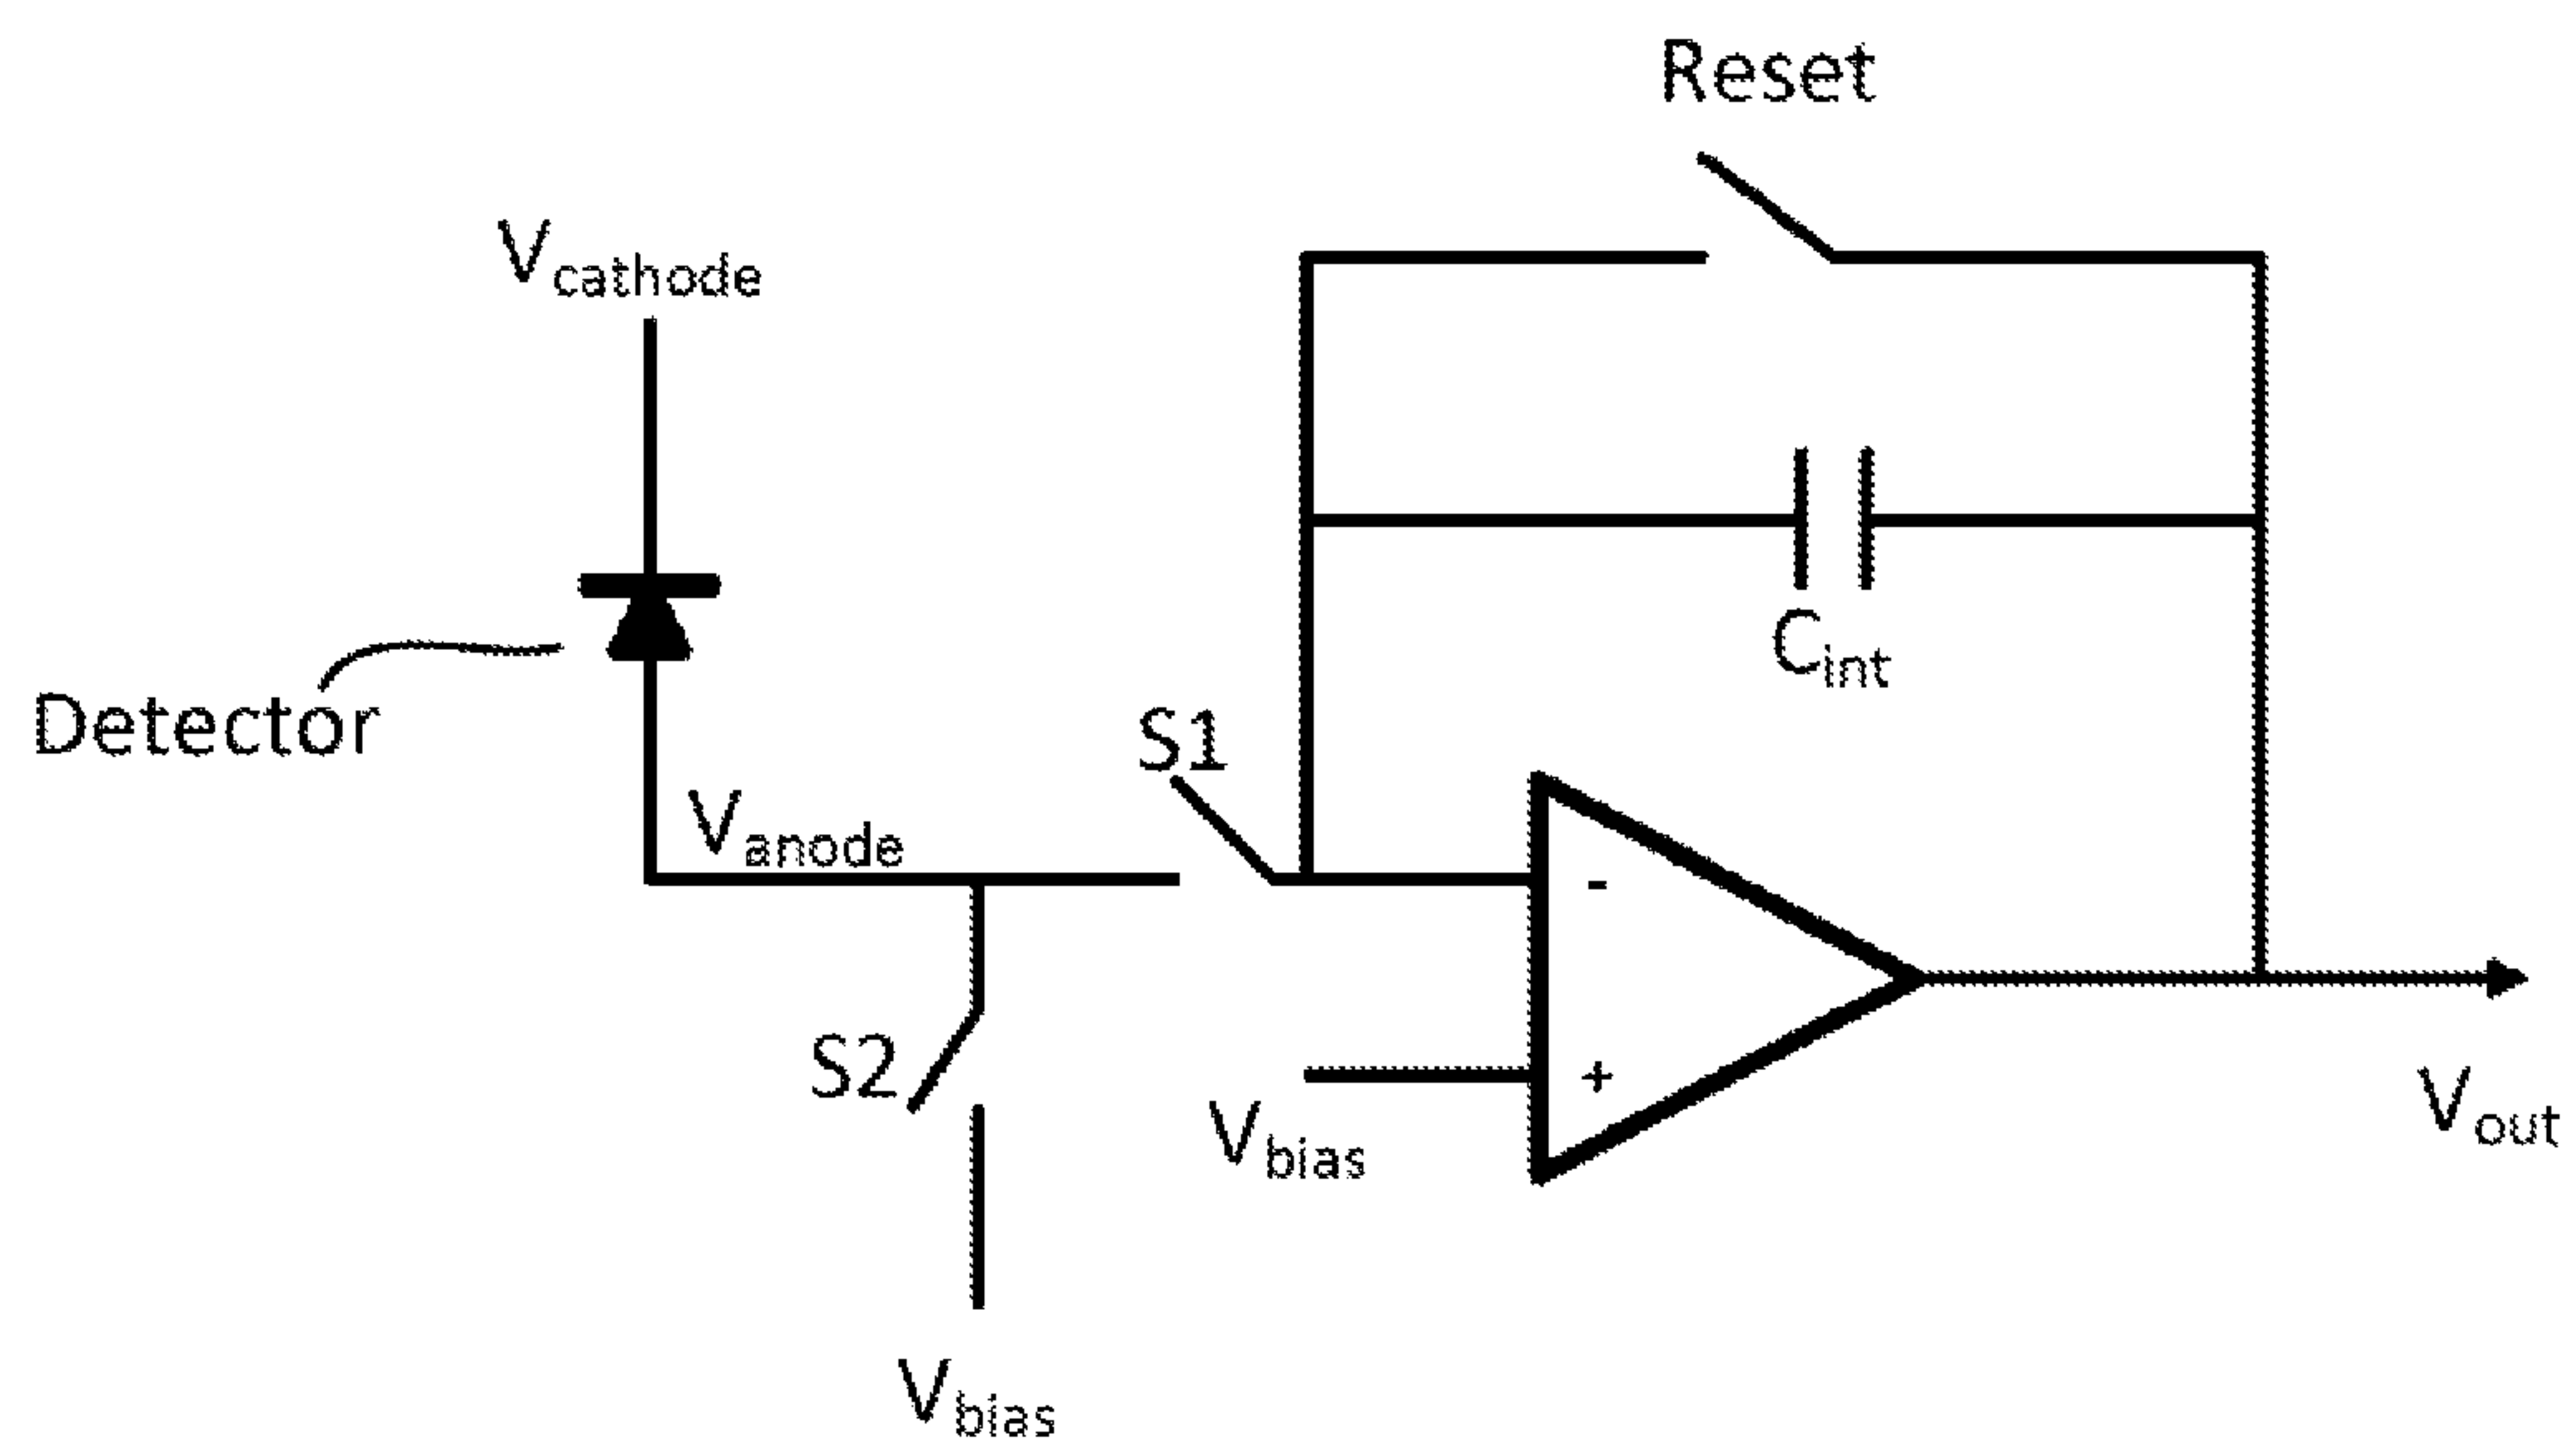 Reset
Vcathode
Cint
Detector
S1
Vanode
-
S2
+
Vbias
Vout
Vbias